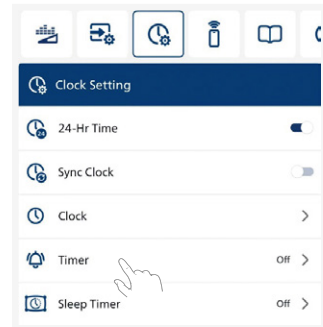 Clock Setting
24-Hr Time
Sync Clock
Clock
Timer Off
Sleep Timer Off